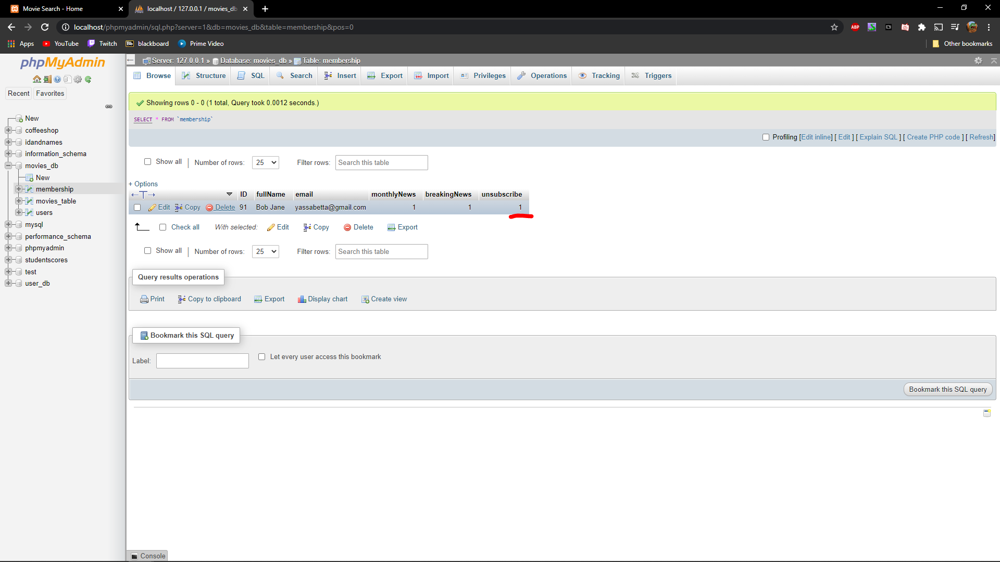 Movie Search - Home
localhost / 127.0.0.1 / movies_db
localhost/phpmyadmin/sql.php?server=1&db=movies_db&table=membership&pos=0
ABP
Apps YouTube Twitch Bb blackboard Prime Video Other bookmarks
phpMyAdmin
Recent Favorites
New
coffeeshop
idandnames
information_schema
movies_db
New
membership
movies_table
users
mysql
performance_schema
phpmyadmin
studentscores
test
user_db
Server: 127.0.0.1 » Database: movies_db » Table: membership
Browse Structure SQL Search Insert Export Import Privileges Operations Tracking Triggers
Showing rows 0 - 0 (1 total, Query took 0.0012 seconds.)
SELECT * FROM `membership`
Profiling [Edit inline] [ Edit ] [ Explain SQL ] [ Create PHP code ] [ Refresh]
Show all | Number of rows: 25 Filter rows: Search this table
+ Options
ID fullName email monthlyNews breakingNews unsubscribe
Edit Copy Delete 91 Bob Jane yassabetta@gmail.com 1 1 1
Check all With selected: Edit Copy Delete Export
Show all | Number of rows: 25 Filter rows: Search this table
Query results operations
Print Copy to clipboard Export Display chart Create view
Bookmark this SQL query
Label: Let every user access this bookmark
Bookmark this SQL query
Console